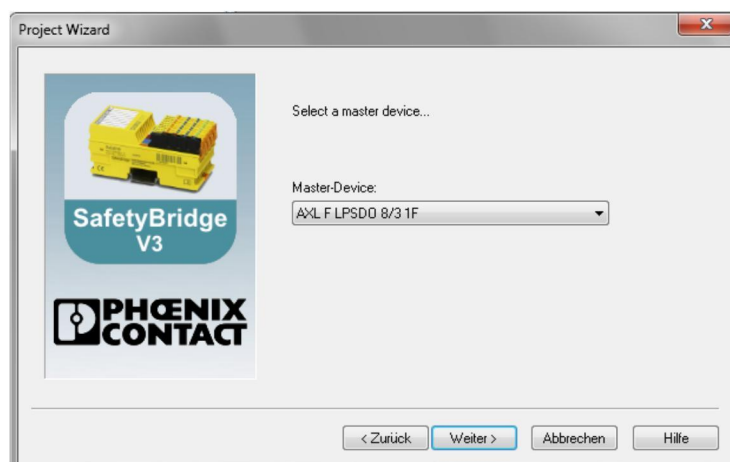 Project Wizard
Select a master device...
Master-Device:
AXL F LPSDO 8/3 1F
SafetyBridge
V3
PHŒNIX
CONTACT
< Zurück
Weiter >
Abbrechen
Hilfe